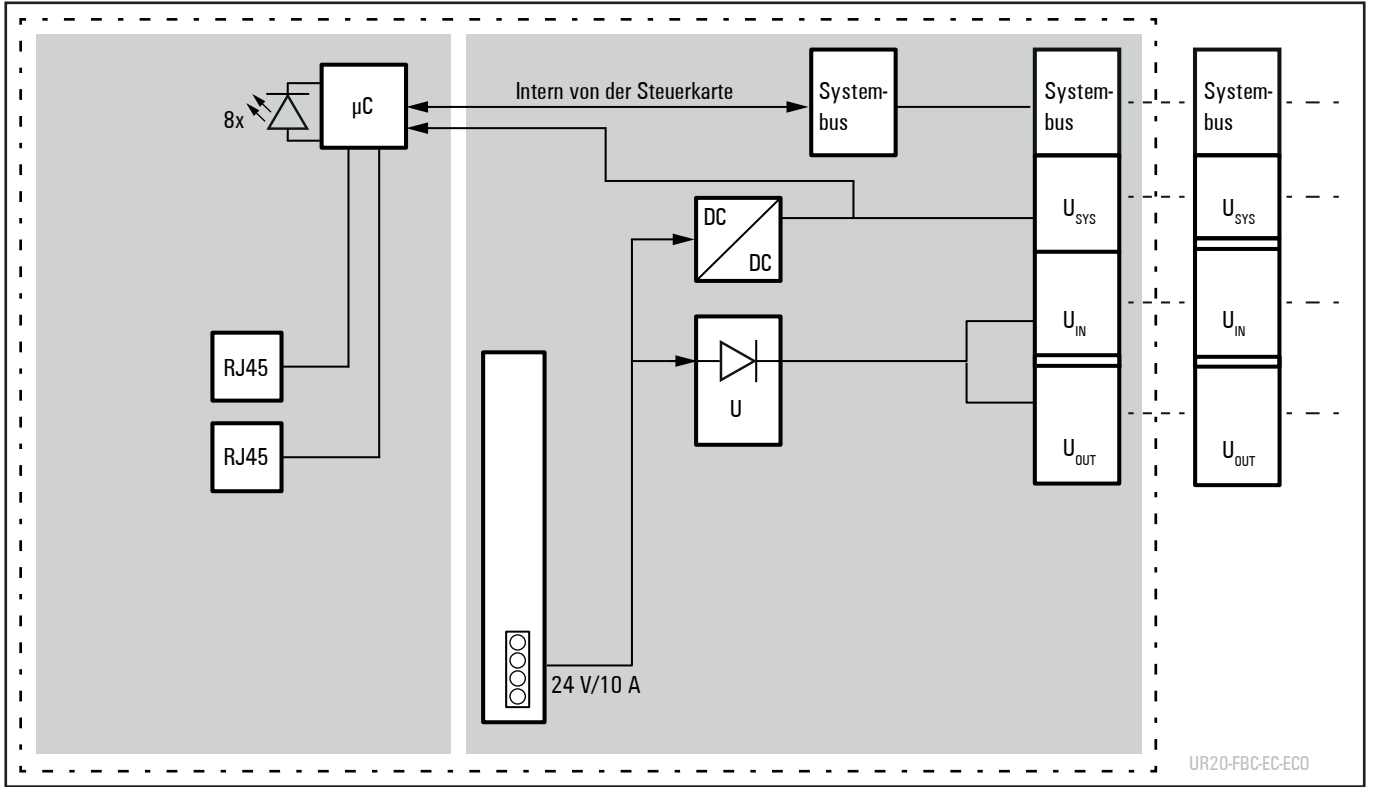 8x
µC
Intern von der Steuerkarte
System-
bus
System-
bus
System-
bus
DC
DC
U
U_SYS
U_SYS
U_IN
U_IN
U_OUT
U_OUT
RJ45
RJ45
24 V/10 A
UR20-FBC-EC-ECO